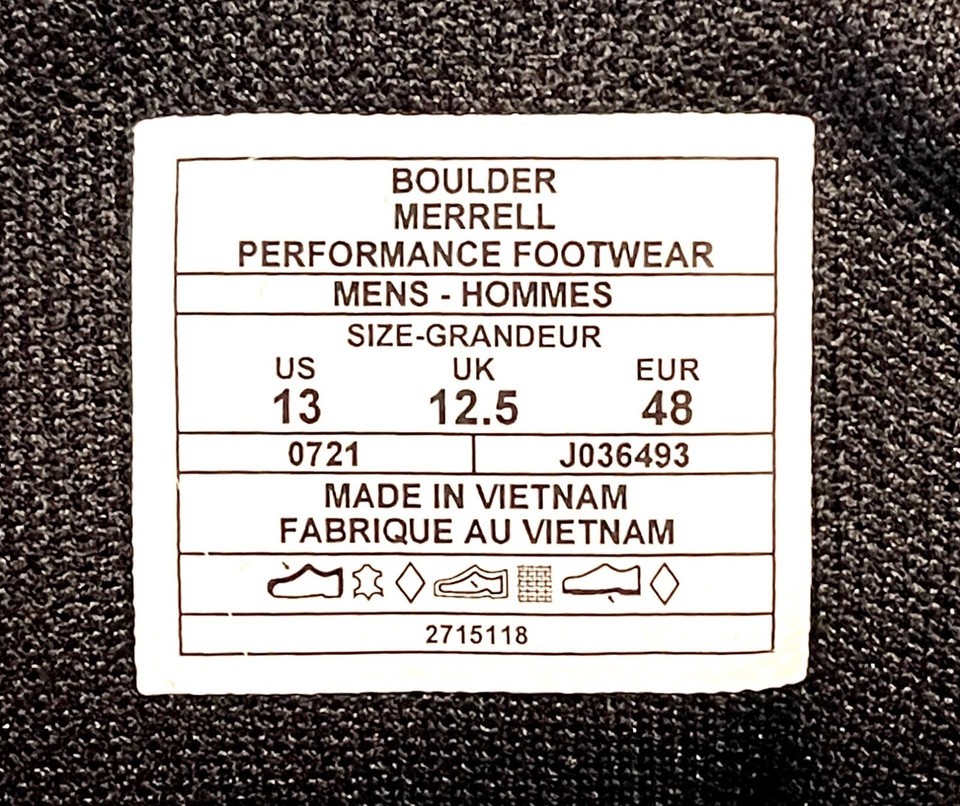 BOULDER
MERRELL
PERFORMANCE FOOTWEAR
MENS - HOMMES
SIZE-GRANDEUR
US UK EUR
13 12.5 48
0721 J036493
MADE IN VIETNAM
FABRIQUE AU VIETNAM
2715118